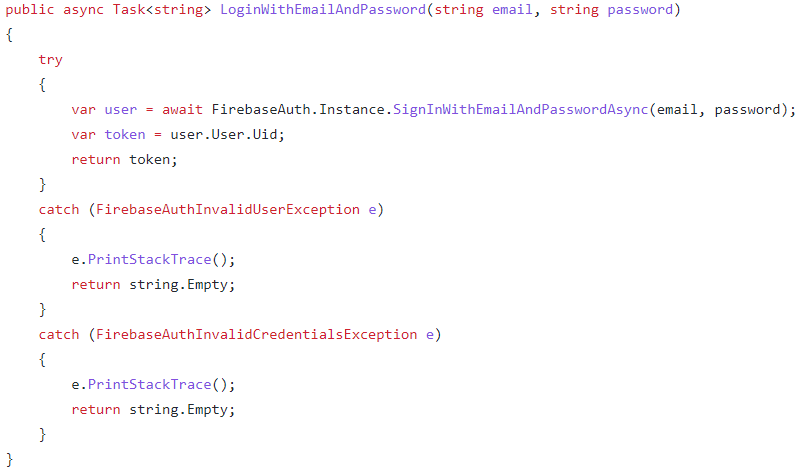 public async Task<string> LoginWithEmailAndPassword(string email, string password)
{
    try
    {
        var user = await FirebaseAuth.Instance.SignInWithEmailAndPasswordAsync(email, password);
        var token = user.User.Uid;
        return token;
    }
    catch (FirebaseAuthInvalidUserException e)
    {
        e.PrintStackTrace();
        return string.Empty;
    }
    catch (FirebaseAuthInvalidCredentialsException e)
    {
        e.PrintStackTrace();
        return string.Empty;
    }
}